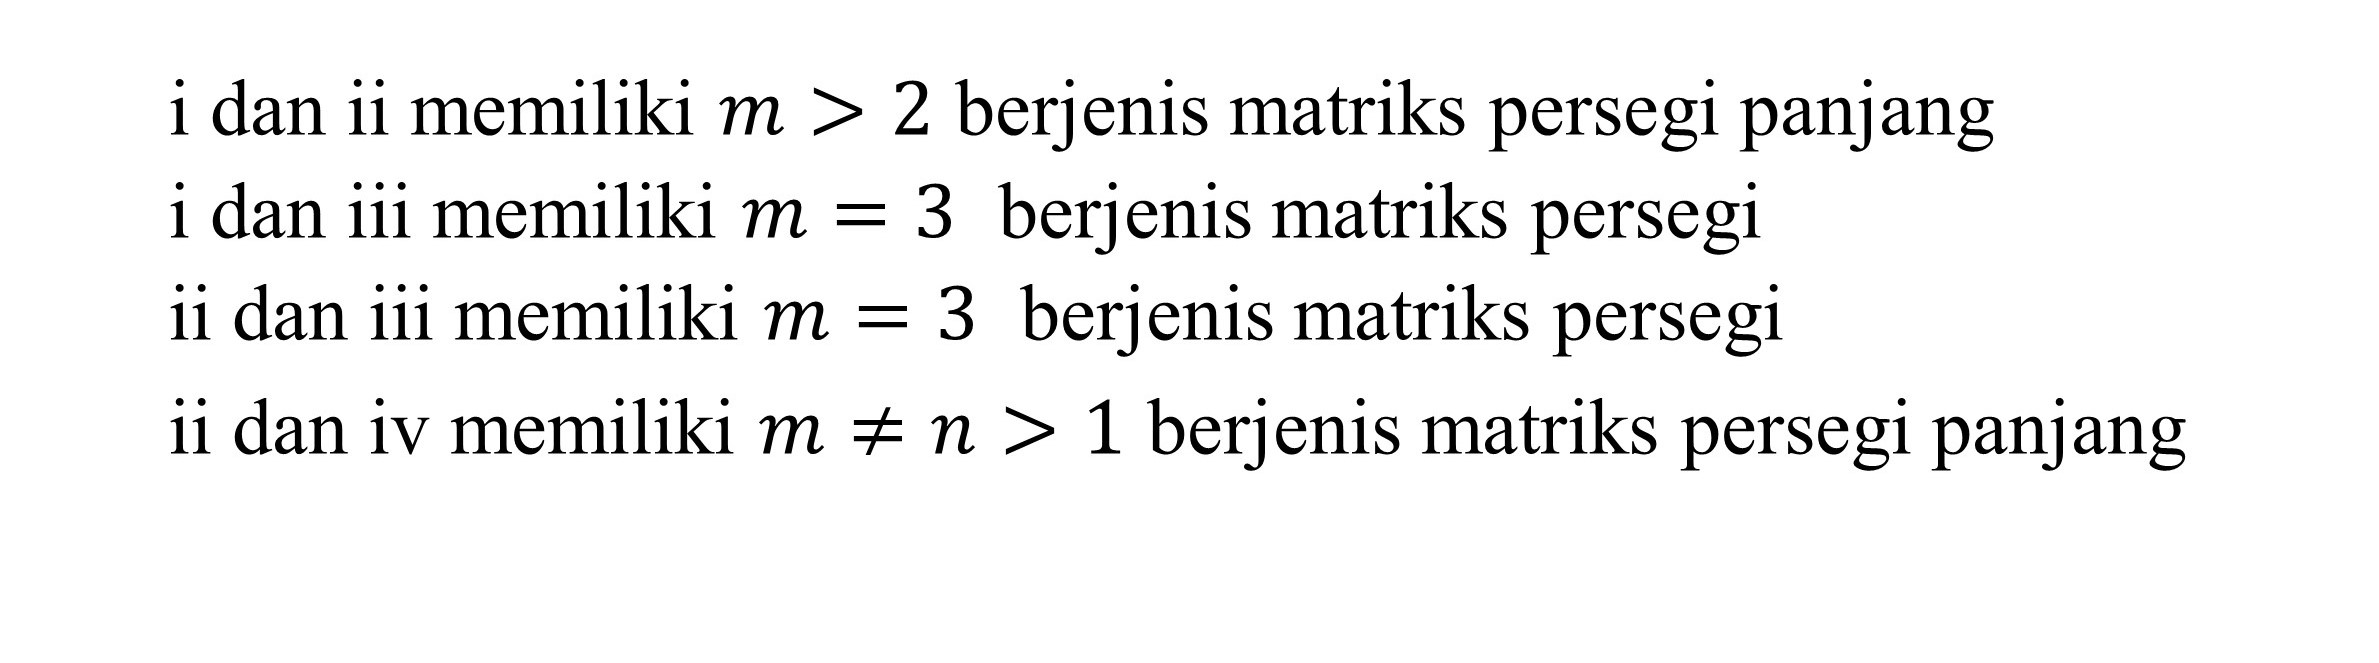 i dan ii memiliki m > 2 berjenis matriks persegi panjang
i dan iii memiliki m = 3 berjenis matriks persegi
ii dan iii memiliki m = 3 berjenis matriks persegi
ii dan iv memiliki m ≠ n > 1 berjenis matriks persegi panjang